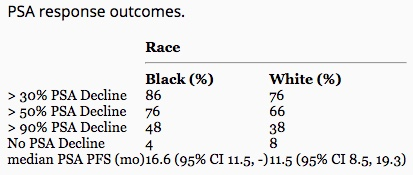 PSA response outcomes.
Race
Black (%) White (%)
> 30% PSA Decline 86 76
> 50% PSA Decline 76 66
> 90% PSA Decline 48 38
No PSA Decline 4 8
median PSA PFS (mo) 16.6 (95% CI 11.5, -) 11.5 (95% CI 8.5, 19.3)